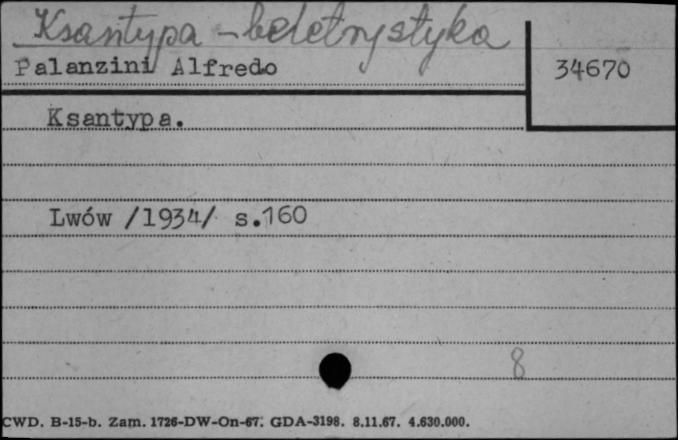 Ksantypa - beletrystyka
Palanzini Alfredo
34670
Ksantypa.
Lwów /1934/ s.160
8
CWD. B-15-b. Zam. 1726-DW-On-67. GDA-3198. 8.11.67. 4.630.000.